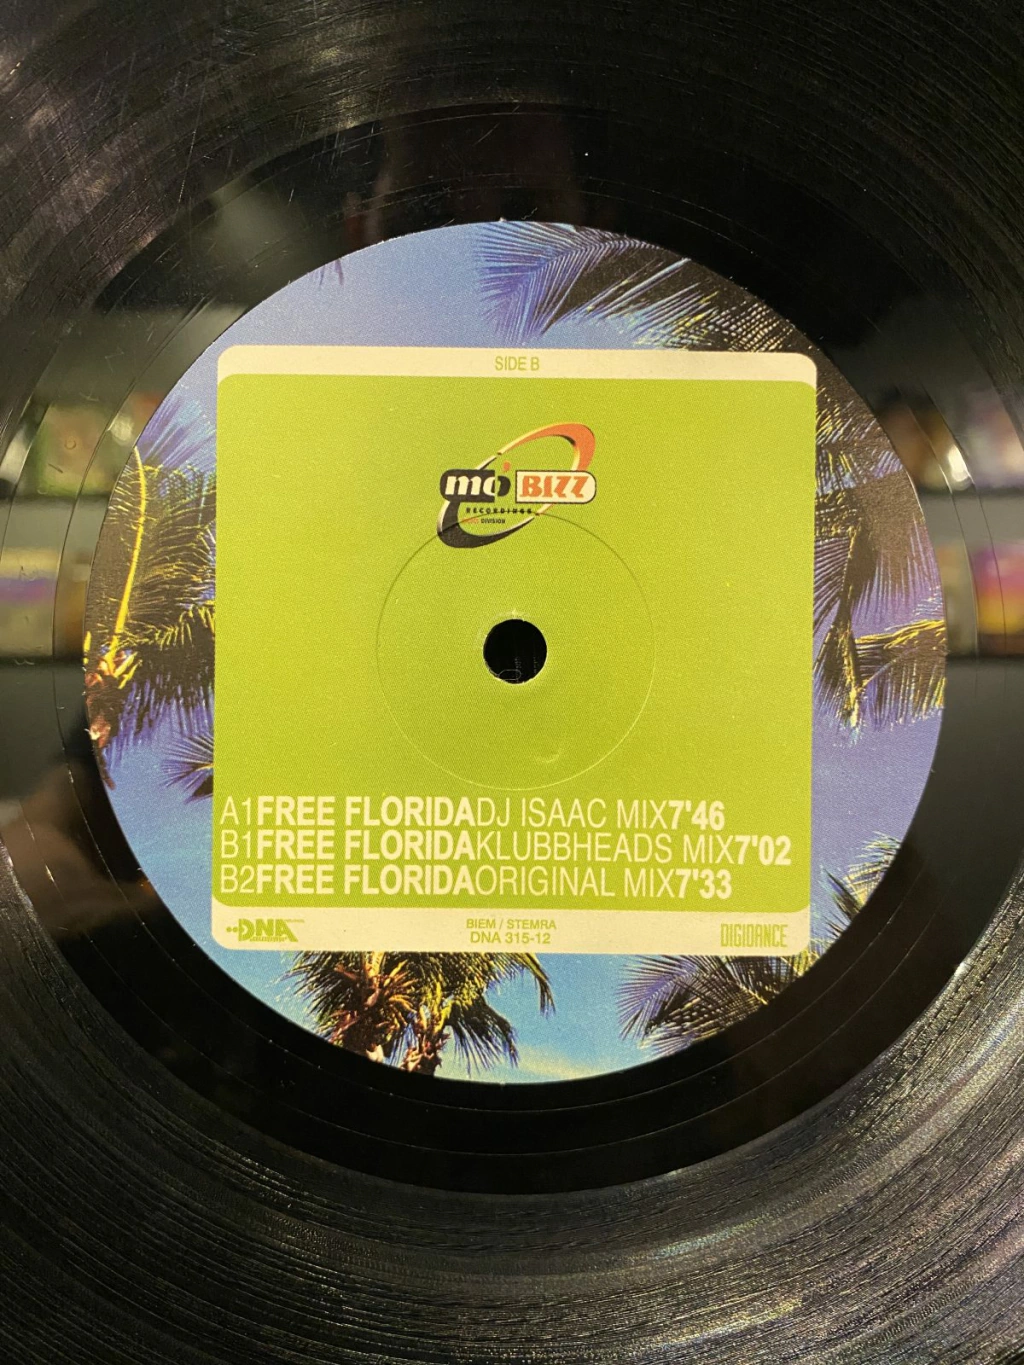 SIDE B
mo' BIZZ
RECORDINGS
DIVISION
A1FREE FLORIDADJ ISAAC MIX7'46
B1FREE FLORIDAKLUBBHEADS MIX7'02
B2FREE FLORIDAORIGINAL MIX7'33
DNA
BIEM / STEMRA
DNA 315-12
DIGIDANCE